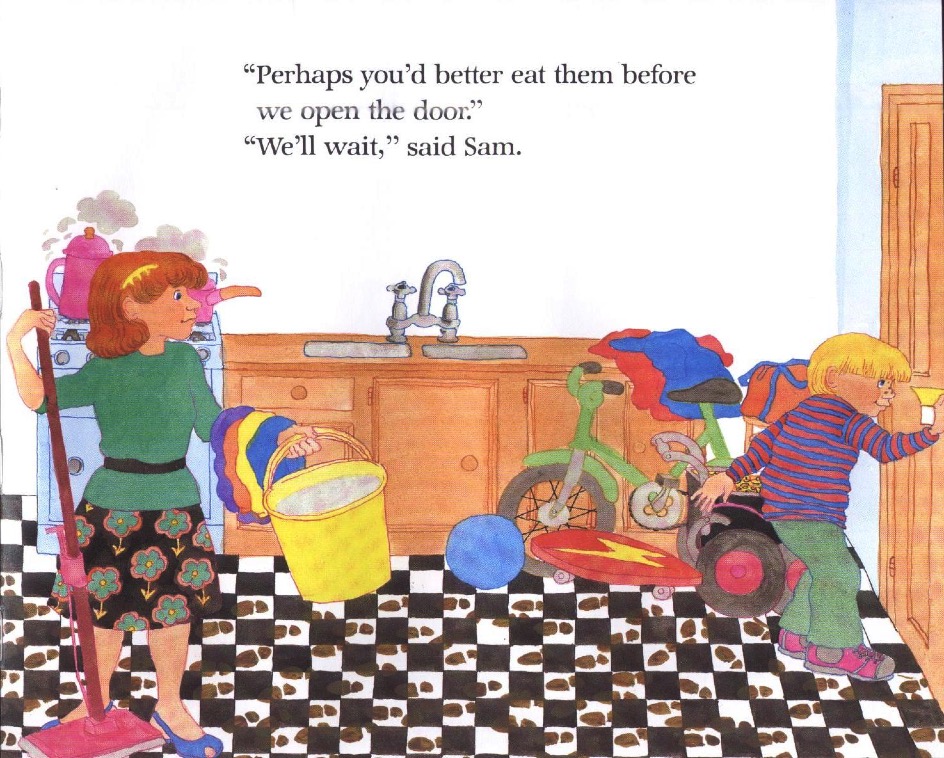 “Perhaps you’d better eat them before
we open the door.”
“We’ll wait,” said Sam.